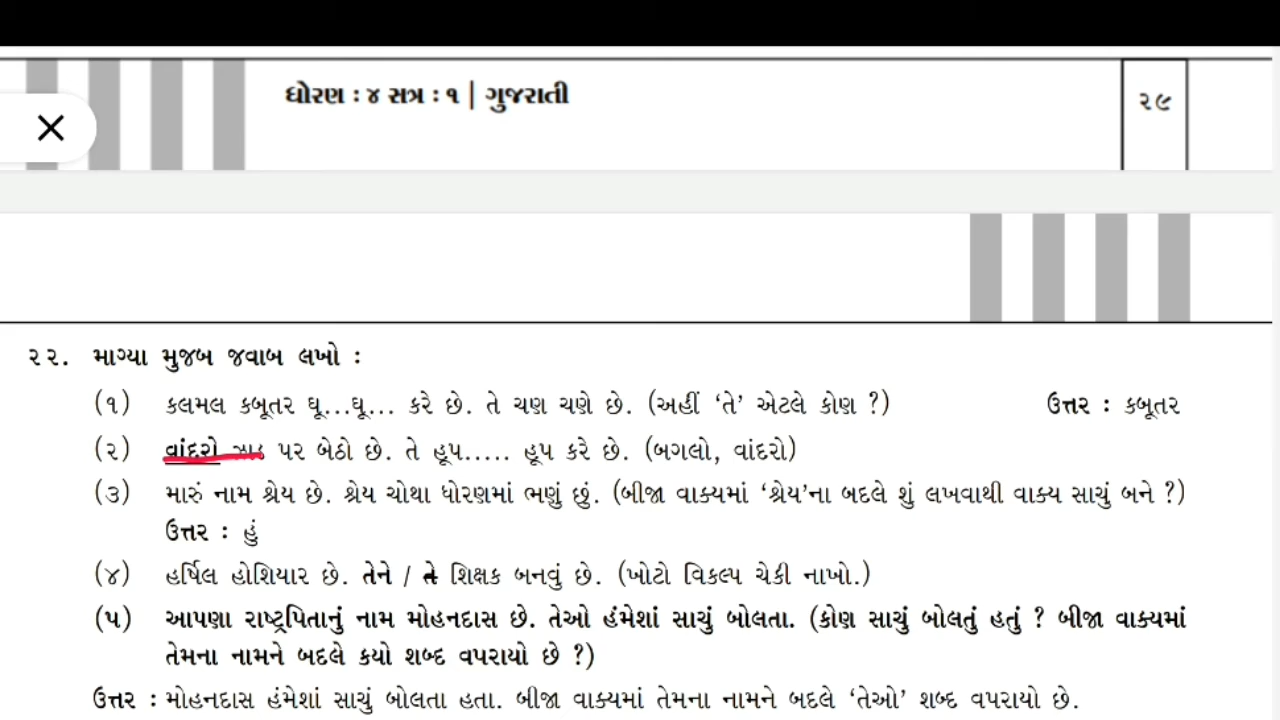 ધોરણ : ૪ સત્ર : ૧ | ગુજરાતી
૨૯
૨૨. માગ્યા મુજબ જવાબ લખો :
(૧) કલમલ કબૂતર ઘૂ...ઘૂ... કરે છે. તે ચણ ચણે છે. (અહીં ‘તે’ એટલે કોણ ?) ઉત્તર : કબૂતર
(૨) વાંદરો ઝાડ પર બેઠો છે. તે હૂપ..... હૂપ કરે છે. (બગલો, વાંદરો)
(૩) મારું નામ શ્રેય છે. શ્રેય ચોથા ધોરણમાં ભણું છું. (બીજા વાક્યમાં ‘શ્રેય’ના બદલે શું લખવાથી વાક્ય સાચું બને ?)
ઉત્તર : હું
(૪) હર્ષિલ હોશિયાર છે. તેને / તે શિક્ષક બનવું છે. (ખોટો વિકલ્પ ચેકી નાખો.)
(૫) આપણા રાષ્ટ્રપિતાનું નામ મોહનદાસ છે. તેઓ હંમેશાં સાચું બોલતા. (કોણ સાચું બોલતું હતું ? બીજા વાક્યમાં
તેમના નામને બદલે કયો શબ્દ વપરાયો છે ?)
ઉત્તર : મોહનદાસ હંમેશાં સાચું બોલતા હતા. બીજા વાક્યમાં તેમના નામને બદલે ‘તેઓ’ શબ્દ વપરાયો છે.